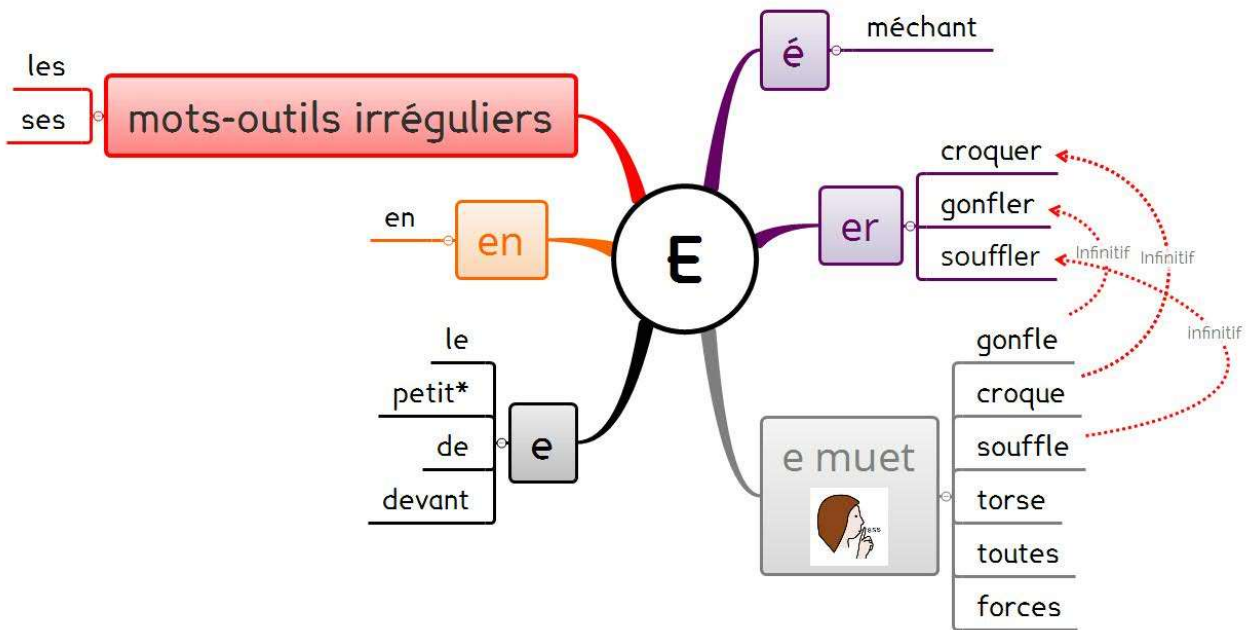 E
é
méchant
er
croquer
gonfler
souffler
Infinitif
Infinitif
infinitif
e muet
gonfle
croque
souffle
torse
toutes
forces
mots-outils irréguliers
les
ses
en
en
e
le
petit*
de
devant